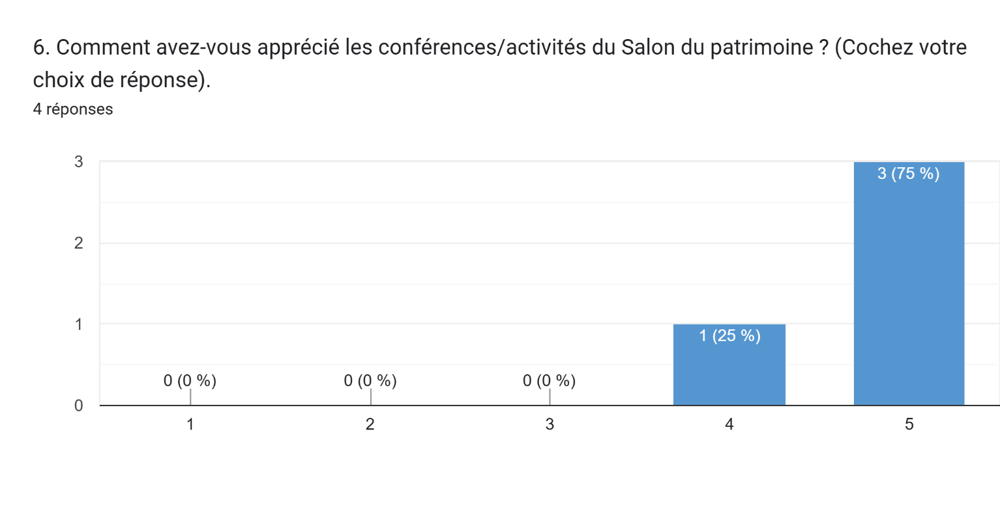 6. Comment avez-vous apprécié les conférences/activités du Salon du patrimoine ? (Cochez votre
choix de réponse).
4 réponses
3
3 (75 %)
2
1
1 (25 %)
0 (0 %) 0 (0 %) 0 (0 %)
0
1 2 3 4 5